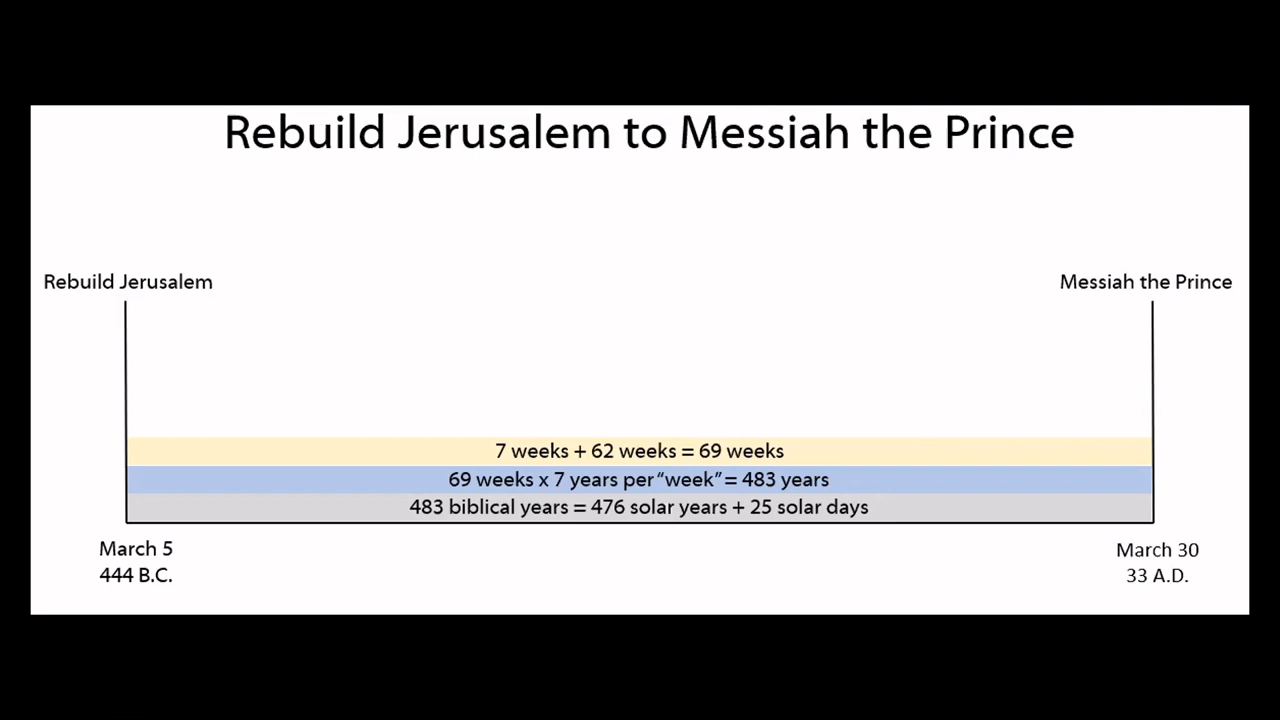 Rebuild Jerusalem to Messiah the Prince
Rebuild Jerusalem
Messiah the Prince
7 weeks + 62 weeks = 69 weeks
69 weeks x 7 years per “week” = 483 years
483 biblical years = 476 solar years + 25 solar days
March 5
444 B.C.
March 30
33 A.D.